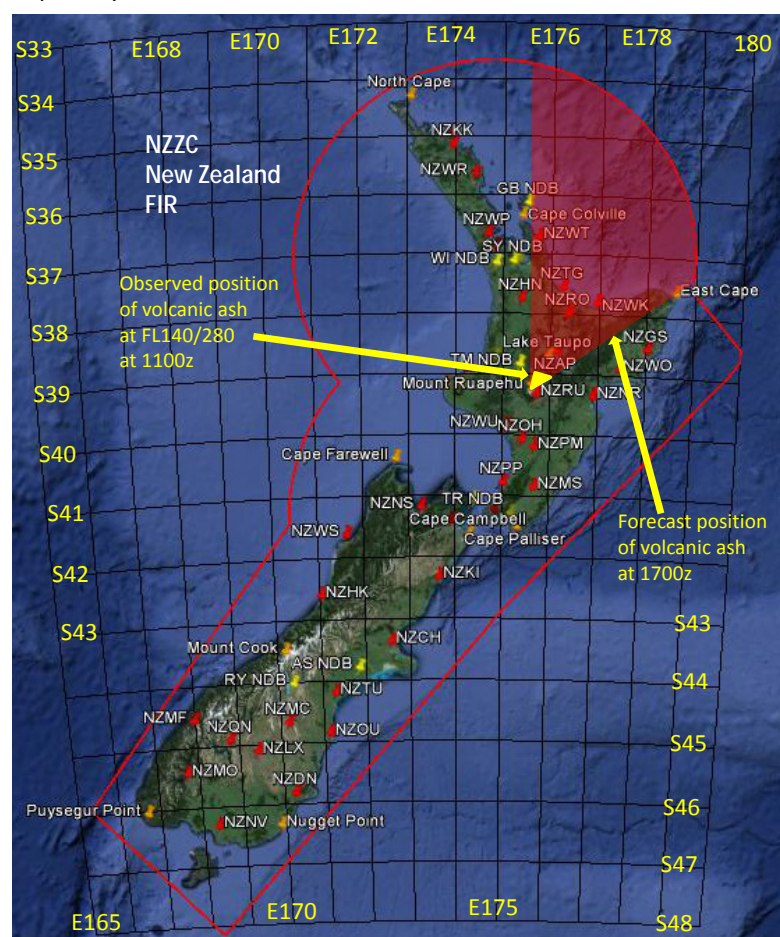 S33
E168
E170
E172
E174
E176
E178
180
S34
North Cape
NZZC
New Zealand
FIR
NZKK
S35
NZWR
GB NDB
S36
NZWP
Cape Colville
SY NDB
NZWT
WI NDB
S37
NZTG
NZHN
NZRO
NZWK
East Cape
Observed position
of volcanic ash
at FL140/280
at 1100z
S38
Lake Taupo
NZGS
TM NDB
NZAP
NZWO
Mount Ruapehu
NZRU
NZNR
S39
NZWU
NZOH
NZPM
S40
Cape Farewell
NZPP
NZMS
NZNS
TR NDB
S41
Cape Campbell
NZWS
Cape Palliser
Forecast position
of volcanic ash
at 1700z
S42
NZKI
NZHK
S43
S43
NZCH
Mount Cook
AS NDB
RY NDB
S44
NZTU
NZMF
NZMC
NZQN
NZOU
S45
NZLX
NZMO
NZDN
Puysegur Point
S46
NZNV
Nugget Point
S47
E165
E170
E175
S48